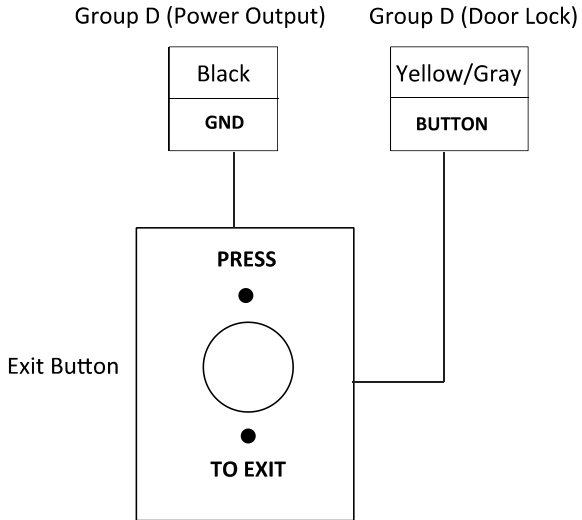 Group D (Power Output)
Group D (Door Lock)
Black
Yellow/Gray
GND
BUTTON
PRESS
Exit Button
TO EXIT